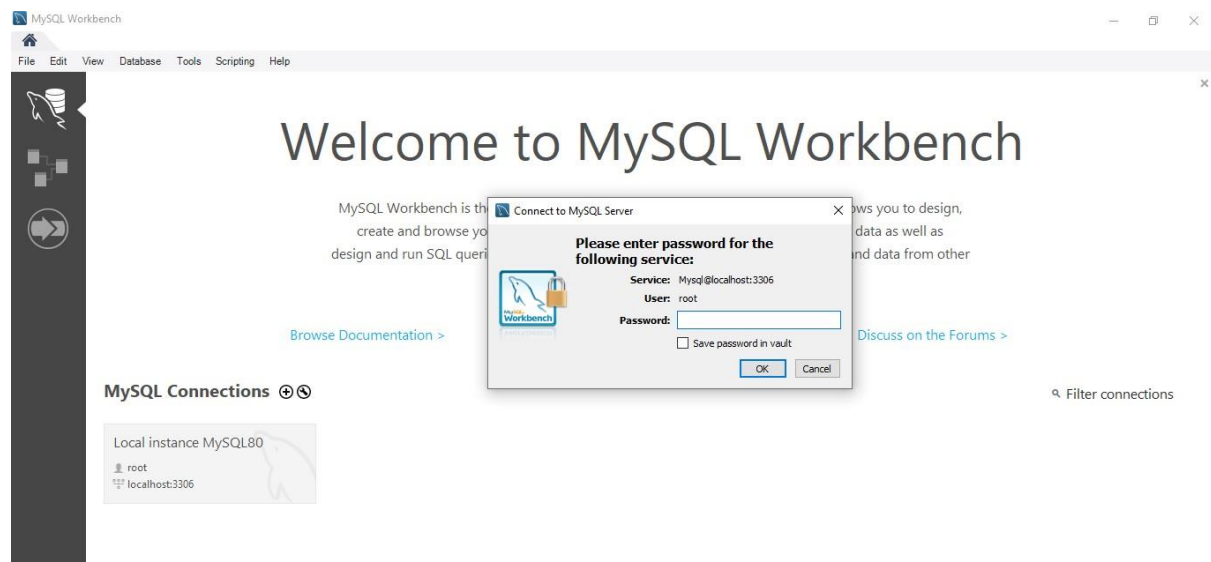 MySQL Workbench
File Edit View Database Tools Scripting Help
Welcome to MySQL Workbench
MySQL Workbench is th
ows you to design,
create and browse yo
data as well as
design and run SQL queri
nd data from other
Connect to MySQL Server
Please enter password for the
following service:
Service: Mysql@localhost:3306
User: root
Password:
Save password in vault
OK Cancel
MySQL
Workbench
Browse Documentation >
Discuss on the Forums >
MySQL Connections
Filter connections
Local instance MySQL80
root
localhost:3306